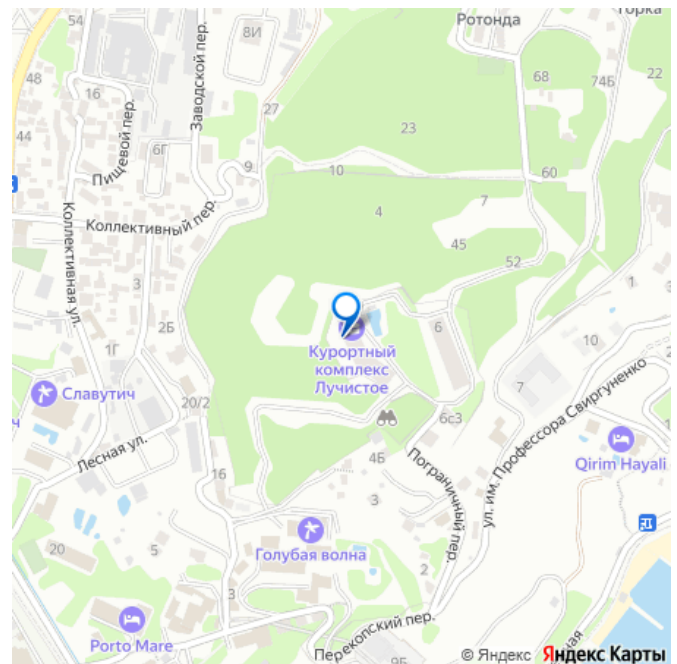 54
8И
Ротонда
Горка
Заводской пер.
68
74Б
22
48
16
27
Пищевой пер.
44
6Г
23
9
10
60
4
7
Коллективный пер.
Коллективная ул.
45
52
3
1
2Б
6
10
Курортный
комплекс
Лучистое
1Г
7
Славутич
ч
20/2
6с3
ул. им. Профессора Свиргуненко
Лесная ул.
4Б
Qirim Hayali
16
Пограничный пер.
3
Голубая волна
20
5
2
3
Porto Mare
Перекопский пер.
9Б
ная
© Яндекс Яндекс Карты